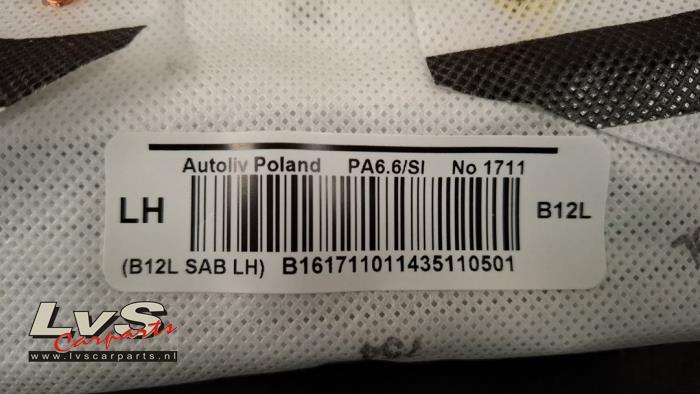 Autoliv Poland PA6.6/SI No 1711
LH
B12L
(B12L SAB LH) B161711011435110501
LvS
Carparts
www.lvscarparts.nl